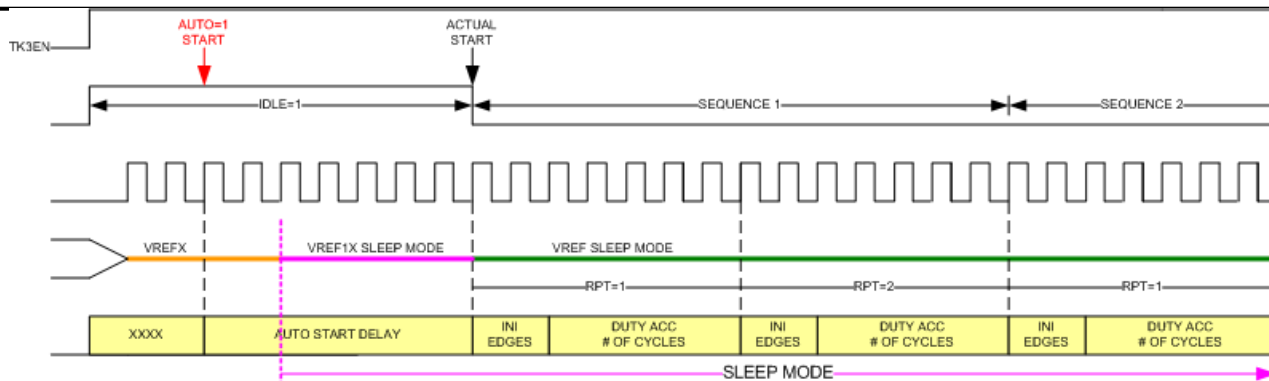 AUTO=1
START
ACTUAL
START
TK3EN
IDLE=1
SEQUENCE 1
SEQUENCE 2
VREFX
VREF1X SLEEP MODE
VREF SLEEP MODE
RPT=1
RPT=2
RPT=1
XXXX
AUTO START DELAY
INI
EDGES
DUTY ACC
# OF CYCLES
INI
EDGES
DUTY ACC
# OF CYCLES
INI
EDGES
DUTY ACC
# OF CYCLES
SLEEP MODE